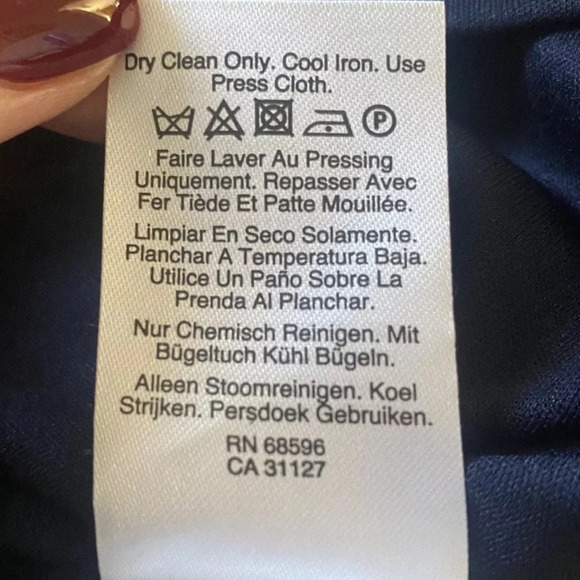 Dry Clean Only. Cool Iron. Use
Press Cloth.
P
Faire Laver Au Pressing
Uniquement. Repasser Avec
Fer Tiède Et Patte Mouillée.
Limpiar En Seco Solamente.
Planchar A Temperatura Baja.
Utilice Un Paño Sobre La
Prenda Al Planchar.
Nur Chemisch Reinigen. Mit
Bügeltuch Kühl Bügeln.
Alleen Stoomreinigen. Koel
Strijken. Persdoek Gebruiken.
RN 68596
CA 31127